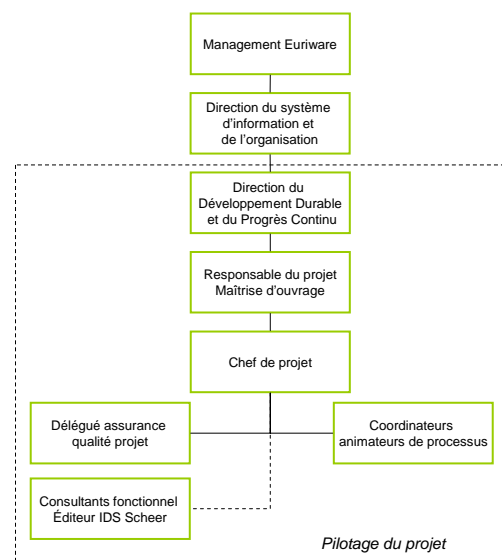 Management Euriware
Direction du système
d'information et
de l'organisation
Direction du
Développement Durable
et du Progrès Continu
Responsable du projet
Maîtrise d'ouvrage
Chef de projet
Délégué assurance
qualité projet
Coordinateurs
animateurs de processus
Consultants fonctionnel
Éditeur IDS Scheer
Pilotage du projet